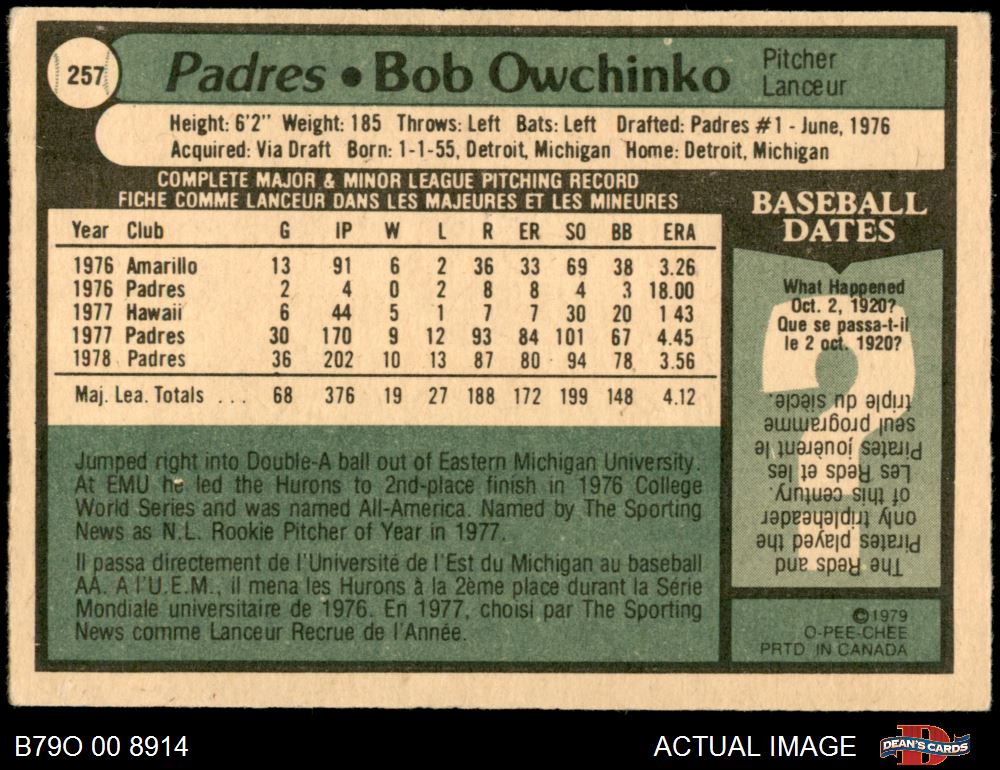 257
Padres • Bob Owchinko
Pitcher
Lanceur
Height: 6'2" Weight: 185 Throws: Left Bats: Left Drafted: Padres #1 - June, 1976
Acquired: Via Draft Born: 1-1-55, Detroit, Michigan Home: Detroit, Michigan
COMPLETE MAJOR & MINOR LEAGUE PITCHING RECORD
FICHE COMME LANCEUR DANS LES MAJEURES ET LES MINEURES
Year Club G IP W L R ER SO BB ERA
1976 Amarillo 13 91 6 2 36 33 69 38 3.26
1976 Padres 2 4 0 2 8 8 4 3 18.00
1977 Hawaii 6 44 5 1 7 7 30 20 1 43
1977 Padres 30 170 9 12 93 84 101 67 4.45
1978 Padres 36 202 10 13 87 80 94 78 3.56
Maj. Lea. Totals . . . 68 376 19 27 188 172 199 148 4.12
Jumped right into Double-A ball out of Eastern Michigan University.
At EMU he led the Hurons to 2nd-place finish in 1976 College
World Series and was named All-America. Named by The Sporting
News as N.L. Rookie Pitcher of Year in 1977.
Il passa directement de l'Université de l'Est du Michigan au baseball
AA. A l'U.E.M., il mena les Hurons à la 2ème place durant la Série
Mondiale universitaire de 1976. En 1977, choisi par The Sporting
News comme Lanceur Recrue de l'Année.
BASEBALL
DATES
What Happened
Oct. 2, 1920?
Que se passa-t-il
le 2 oct. 1920?
The Reds and
Pirates played the
only tripleheader
of this century.
Les Reds et les
Pirates jouèrent le
seul programme
triple du siècle.
©1979
O-PEE-CHEE
PRTD IN CANADA
B79O 00 8914
ACTUAL IMAGE
D
DEAN'S CARDS